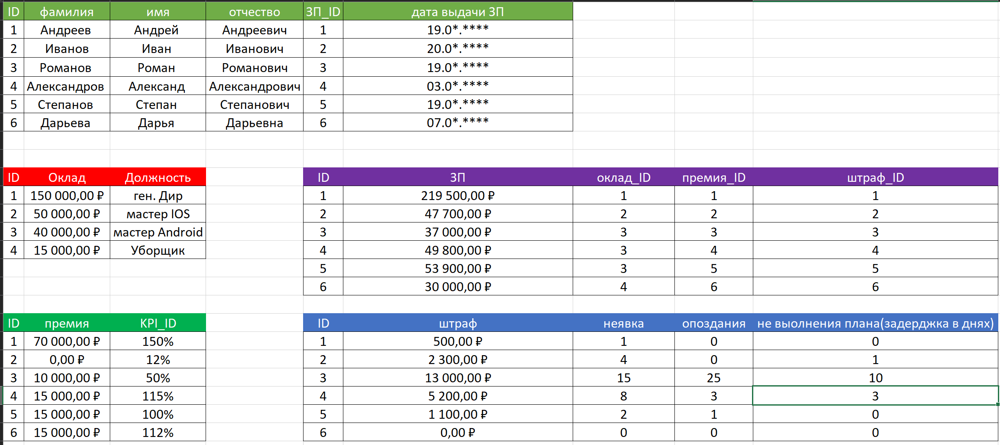 ID фамилия имя отчество ЗП_ID дата выдачи ЗП
1 Андреев Андрей Андреевич 1 19.0*.****
2 Иванов Иван Иванович 2 20.0*.****
3 Романов Роман Романович 3 19.0*.****
4 Александров Александ Александрович 4 03.0*.****
5 Степанов Степан Степанович 5 19.0*.****
6 Дарьева Дарья Дарьевна 6 07.0*.****
ID Оклад Должность
1 150 000,00 ₽ ген. Дир
2 50 000,00 ₽ мастер IOS
3 40 000,00 ₽ мастер Android
4 15 000,00 ₽ Уборщик
ID ЗП оклад_ID премия_ID штраф_ID
1 219 500,00 ₽ 1 1 1
2 47 700,00 ₽ 2 2 2
3 37 000,00 ₽ 3 3 3
4 49 800,00 ₽ 3 4 4
5 53 900,00 ₽ 3 5 5
6 30 000,00 ₽ 4 6 6
ID премия KPI_ID
1 70 000,00 ₽ 150%
2 0,00 ₽ 12%
3 10 000,00 ₽ 50%
4 15 000,00 ₽ 115%
5 15 000,00 ₽ 100%
6 15 000,00 ₽ 112%
ID штраф неявка опоздания не выолнения плана(задерджка в днях)
1 500,00 ₽ 1 0 0
2 2 300,00 ₽ 4 0 1
3 13 000,00 ₽ 15 25 10
4 5 200,00 ₽ 8 3 3
5 1 100,00 ₽ 2 1 0
6 0,00 ₽ 0 0 0